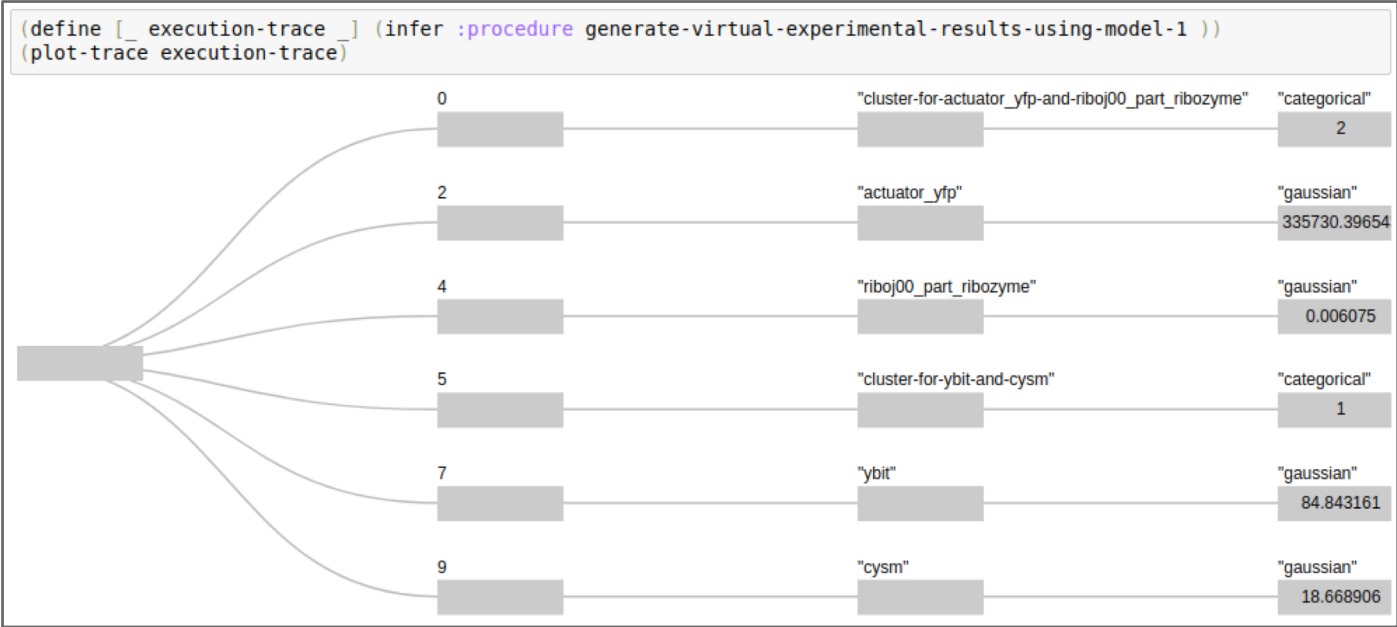 (define [_ execution-trace _] (infer :procedure generate-virtual-experimental-results-using-model-1 ))
(plot-trace execution-trace)
0 "cluster-for-actuator_yfp-and-riboj00_part_ribozyme" "categorical"
2
2 "actuator_yfp" "gaussian"
335730.39654
4 "riboj00_part_ribozyme" "gaussian"
0.006075
5 "cluster-for-ybit-and-cysm" "categorical"
1
7 "ybit" "gaussian"
84.843161
9 "cysm" "gaussian"
18.668906